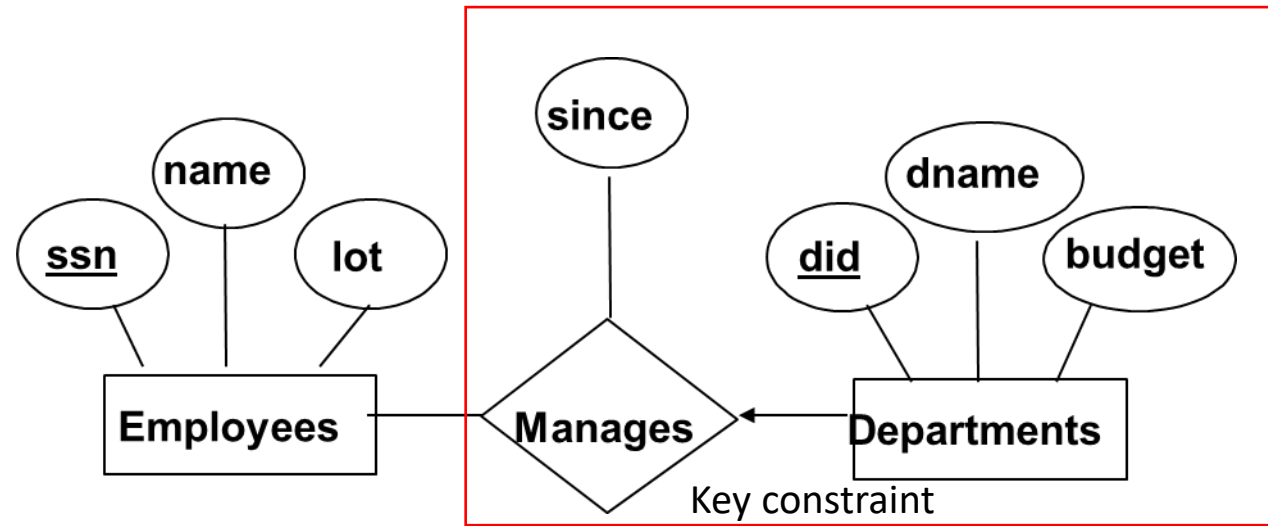 since
name
dname
ssn
lot
did
budget
Employees
Manages
Departments
Key constraint